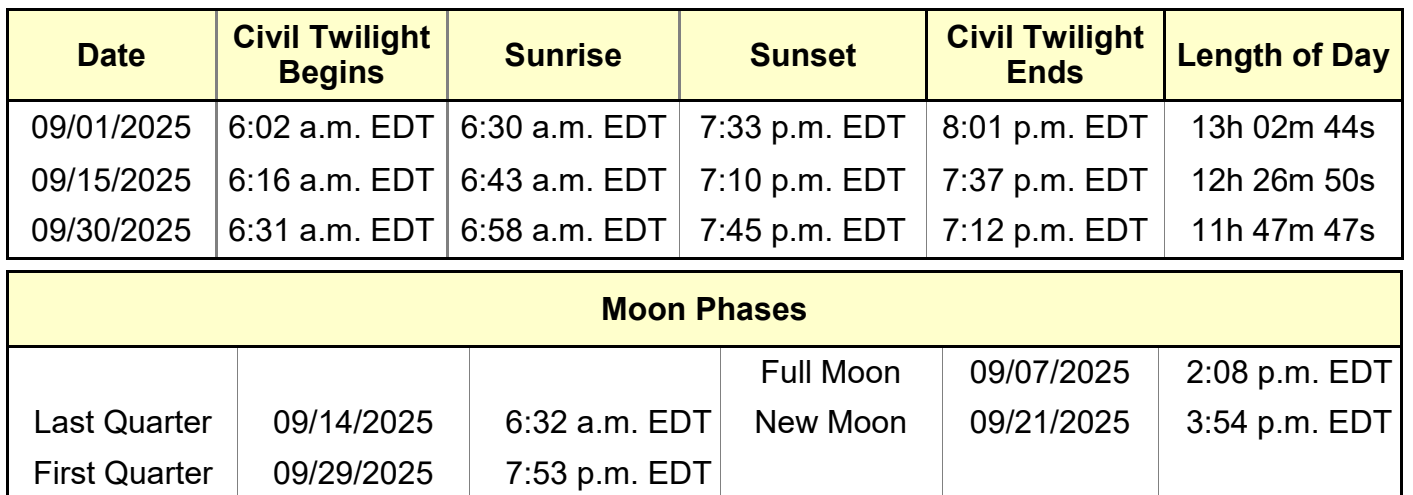 Date Civil Twilight Begins Sunrise Sunset Civil Twilight Ends Length of Day
09/01/2025 6:02 a.m. EDT 6:30 a.m. EDT 7:33 p.m. EDT 8:01 p.m. EDT 13h 02m 44s
09/15/2025 6:16 a.m. EDT 6:43 a.m. EDT 7:10 p.m. EDT 7:37 p.m. EDT 12h 26m 50s
09/30/2025 6:31 a.m. EDT 6:58 a.m. EDT 7:45 p.m. EDT 7:12 p.m. EDT 11h 47m 47s
Moon Phases
Full Moon 09/07/2025 2:08 p.m. EDT
Last Quarter 09/14/2025 6:32 a.m. EDT New Moon 09/21/2025 3:54 p.m. EDT
First Quarter 09/29/2025 7:53 p.m. EDT